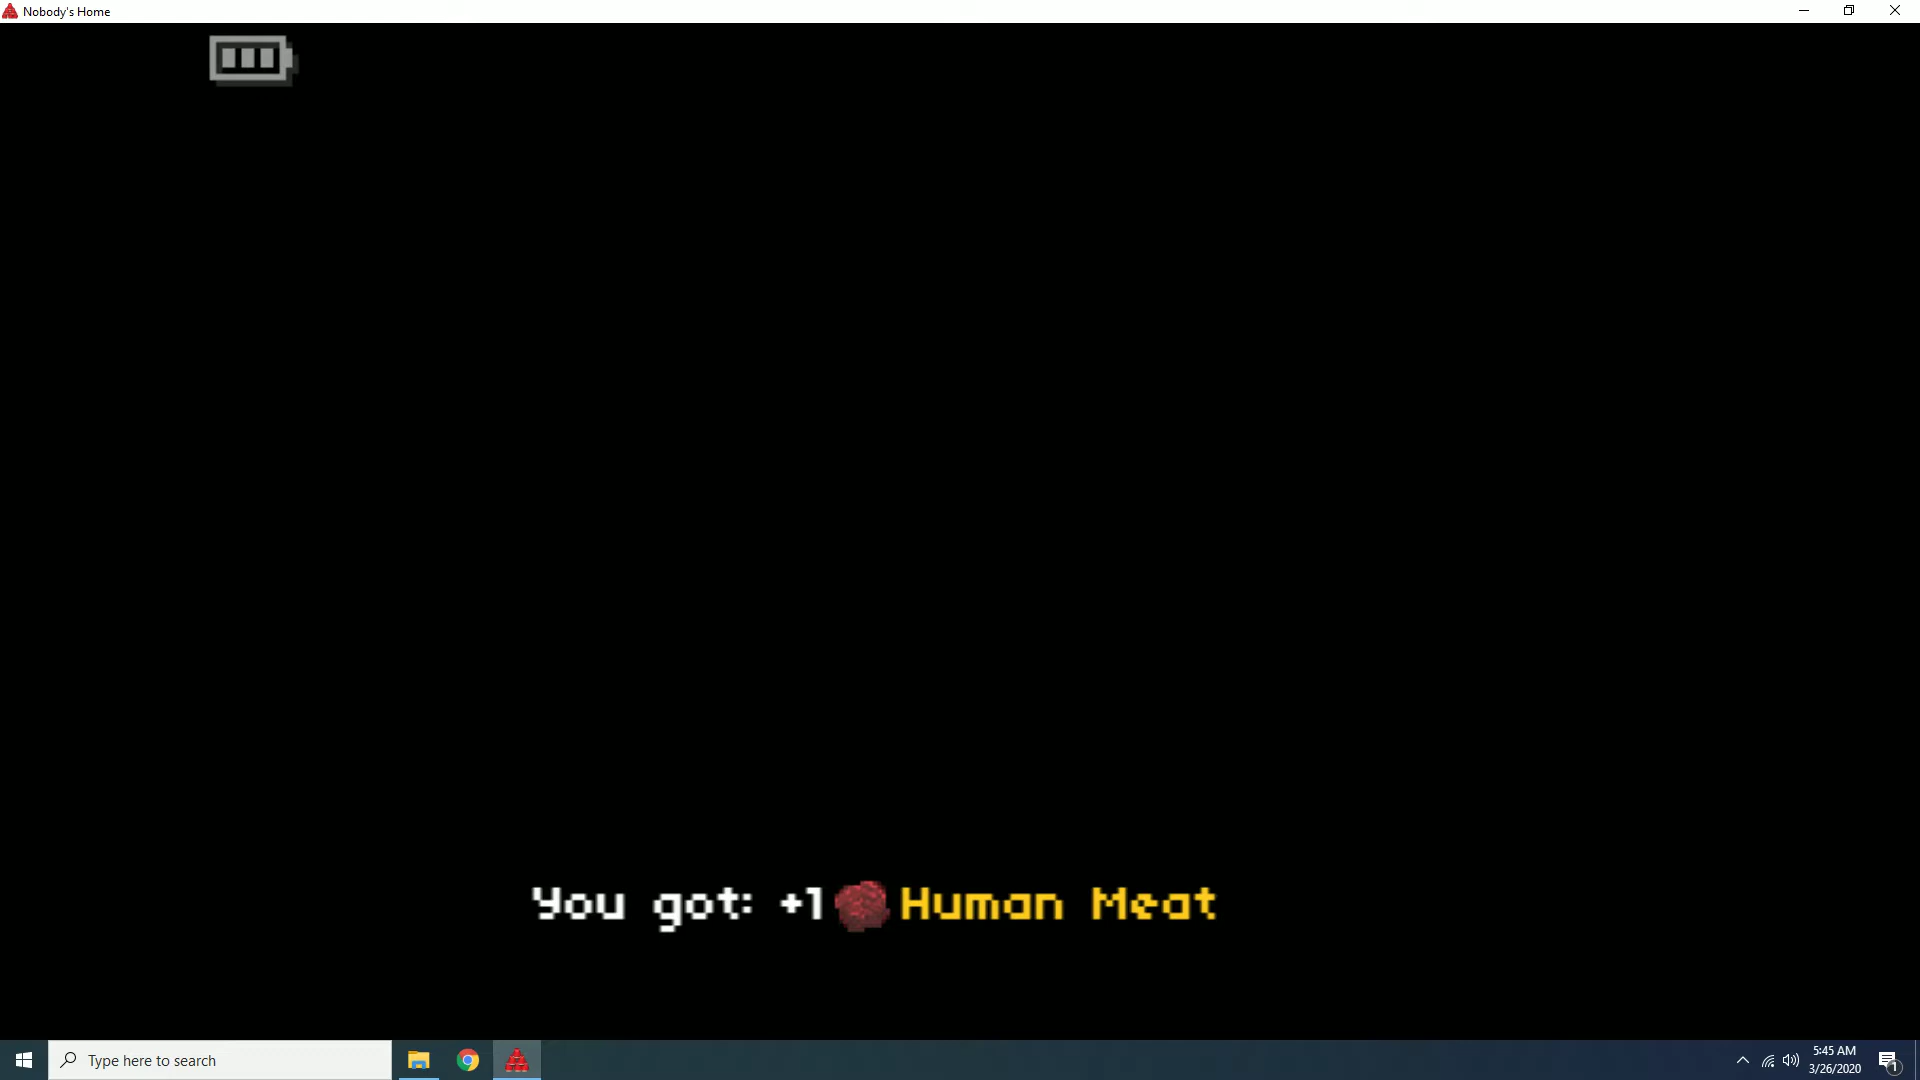 Nobody's Home
You got: +1 Human Meat
Type here to search
5:45 AM
3/26/2020
1